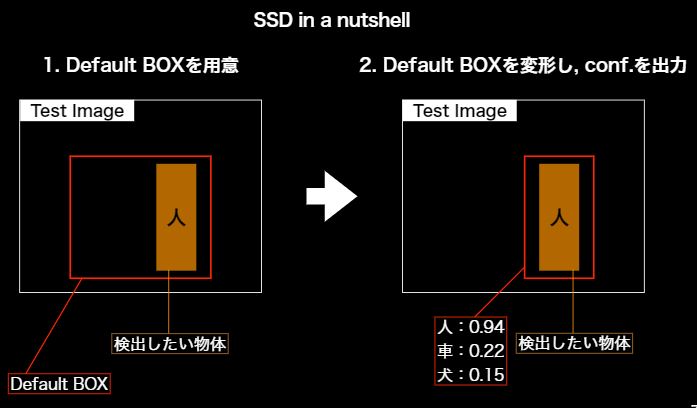 SSD in a nutshell
1. Default BOXを用意
2. Default BOXを変形し, conf.を出力
Test Image
人
検出したい物体
Default BOX
Test Image
人
人：0.94
車：0.22
犬：0.15
検出したい物体